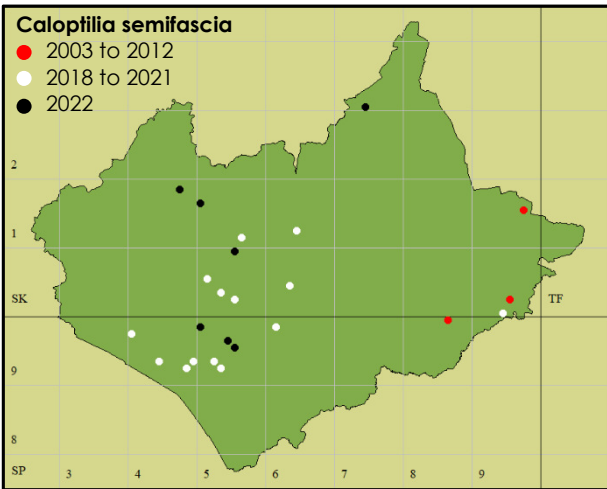 Caloptilia semifascia
2003 to 2012
2018 to 2021
2022
2
1
SK
TF
9
8
SP
3 4 5 6 7 8 9